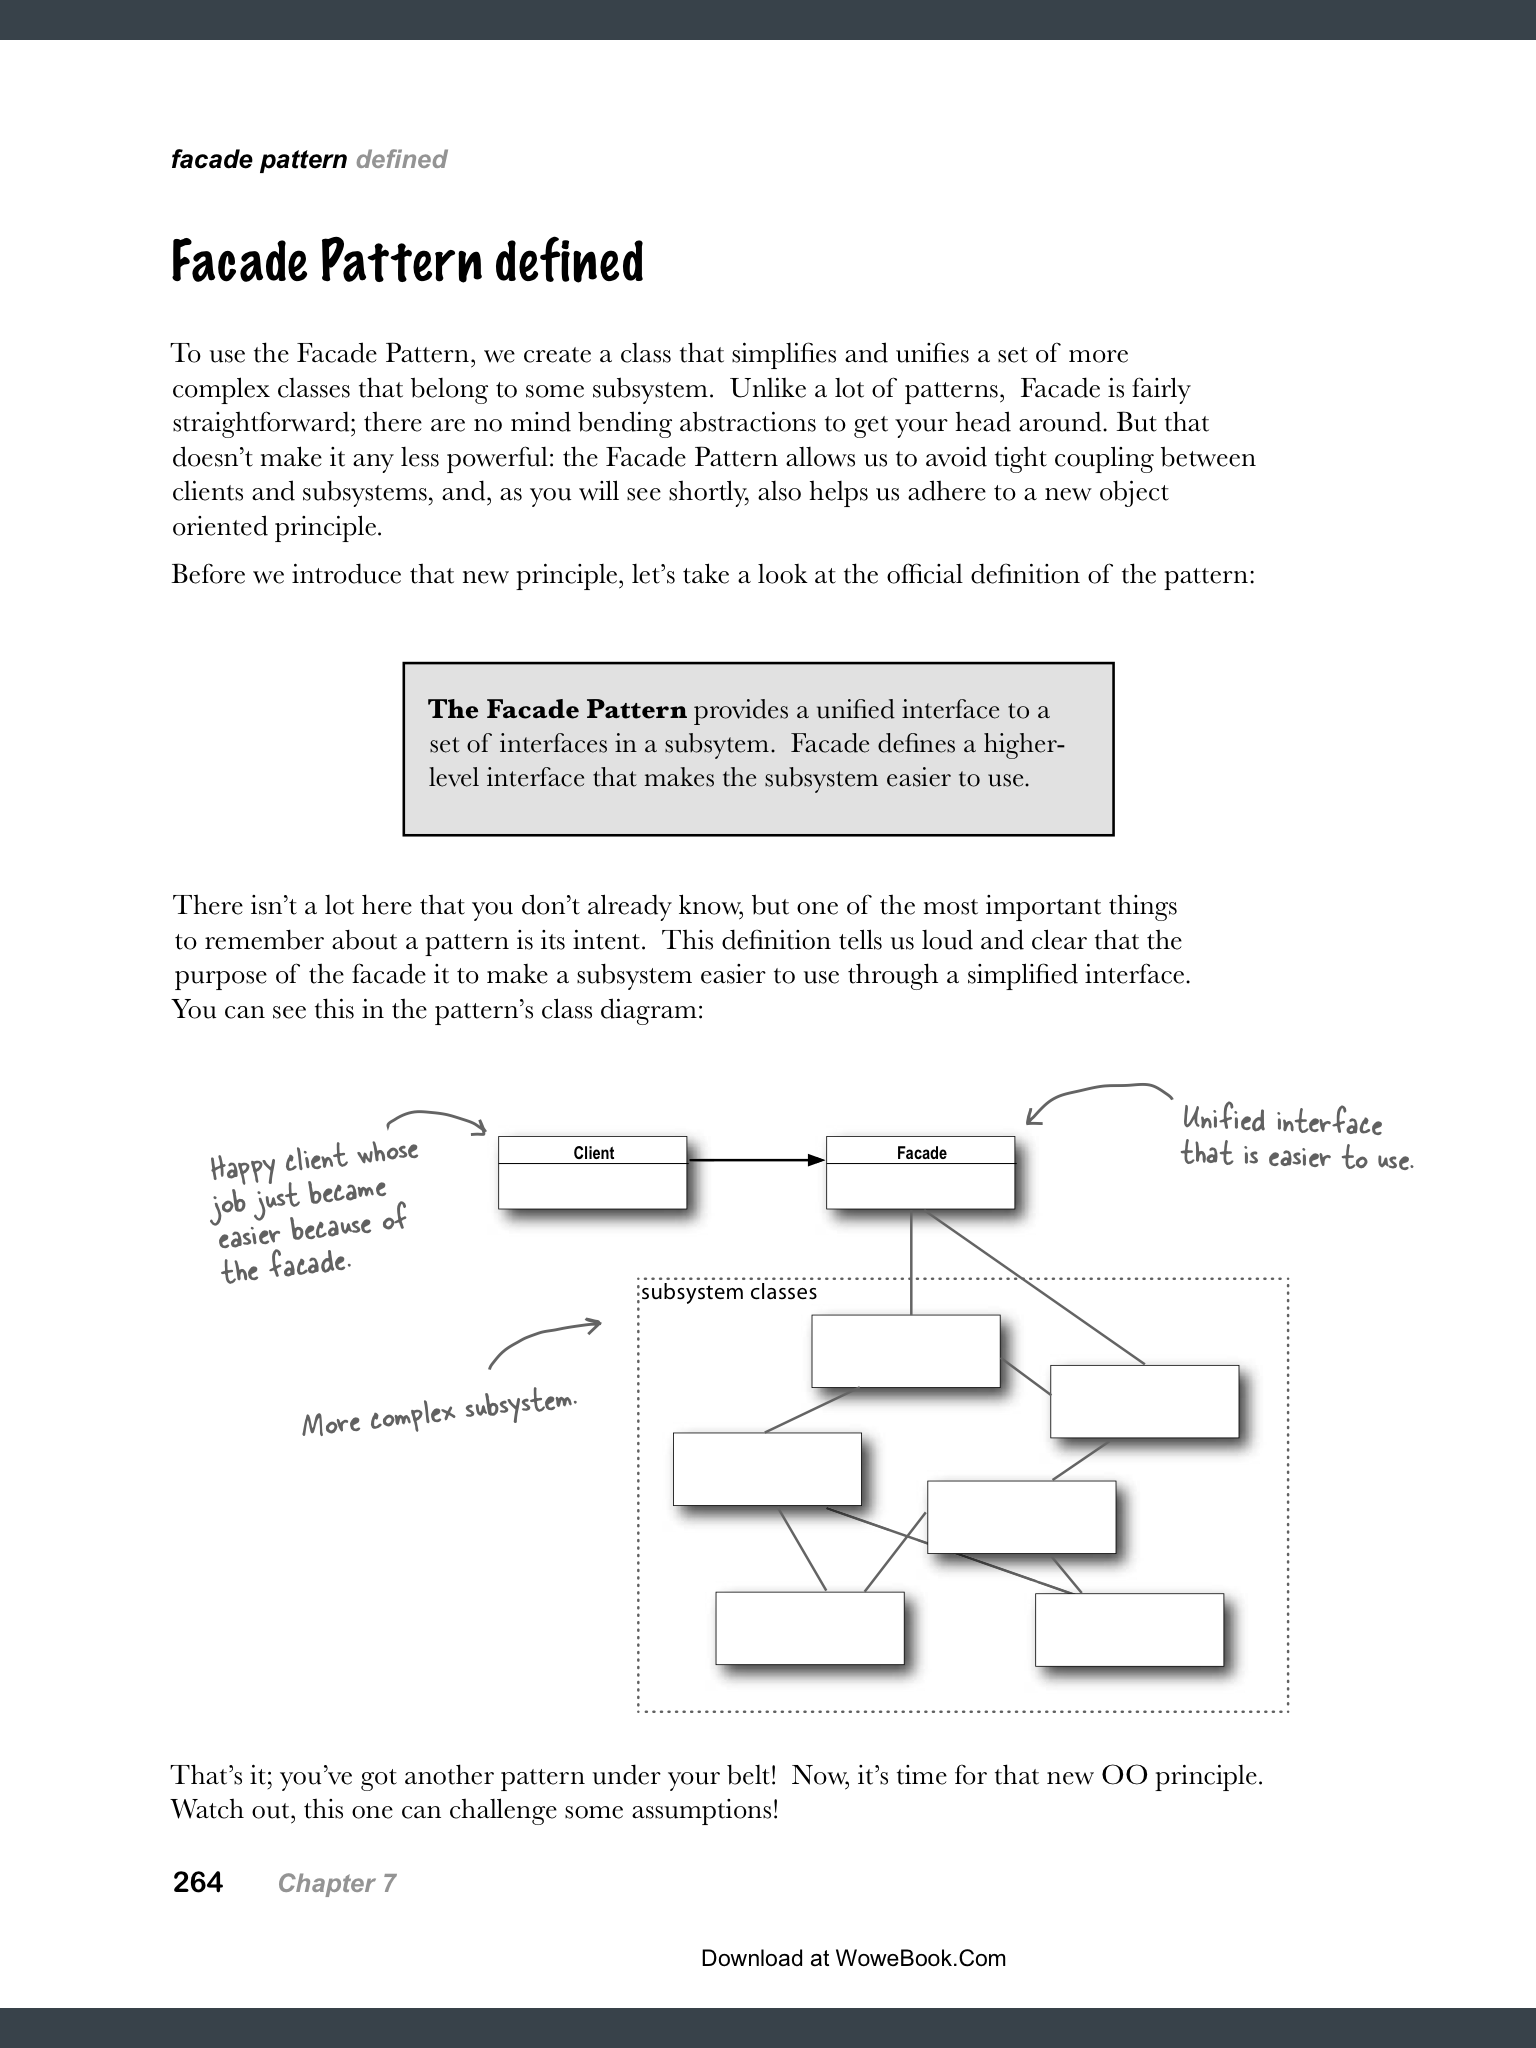 facade pattern defined
Facade Pattern defined
To use the Facade Pattern, we create a class that simplifies and unifies a set of more
complex classes that belong to some subsystem.  Unlike a lot of patterns,  Facade is fairly
straightforward; there are no mind bending abstractions to get your head around. But that
doesn’t make it any less powerful: the Facade Pattern allows us to avoid tight coupling between
clients and subsystems, and, as you will see shortly, also helps us adhere to a new object
oriented principle.
Before we introduce that new principle, let’s take a look at the official definition of the pattern:
The Facade Pattern provides a unified interface to a
set of interfaces in a subsytem.  Facade defines a higher-
level interface that makes the subsystem easier to use.
There isn’t a lot here that you don’t already know, but one of the most important things
to remember about a pattern is its intent.  This definition tells us loud and clear that the
purpose of the facade it to make a subsystem easier to use through a simplified interface.
You can see this in the pattern’s class diagram:
Happy client whose
job just became
easier because of
the facade.
Client
Facade
Unified interface
that is easier to use.
subsystem classes
More complex subsystem.
That’s it; you’ve got another pattern under your belt!  Now, it’s time for that new OO principle.
Watch out, this one can challenge some assumptions!
264 Chapter 7
Download at WoweBook.Com